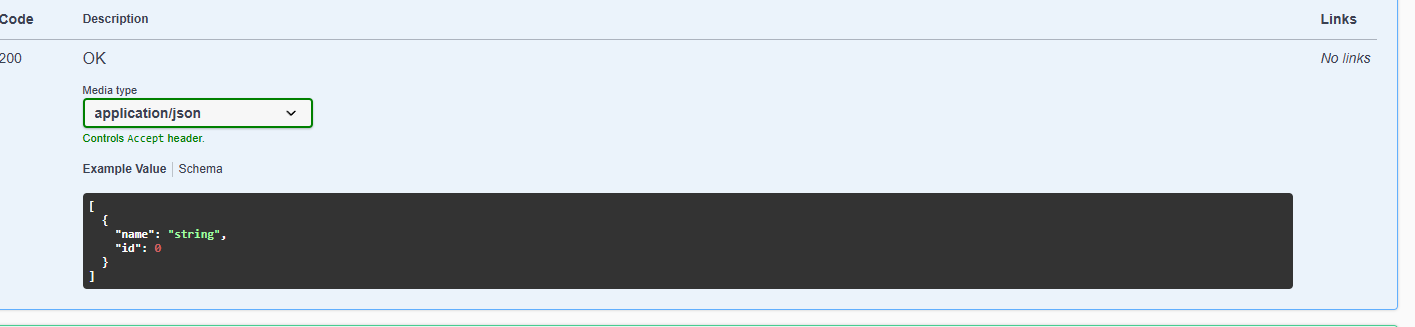 Code Description Links
200 OK No links
Media type
application/json
Controls Accept header.
Example Value Schema
[
  {
    "name": "string",
    "id": 0
  }
]